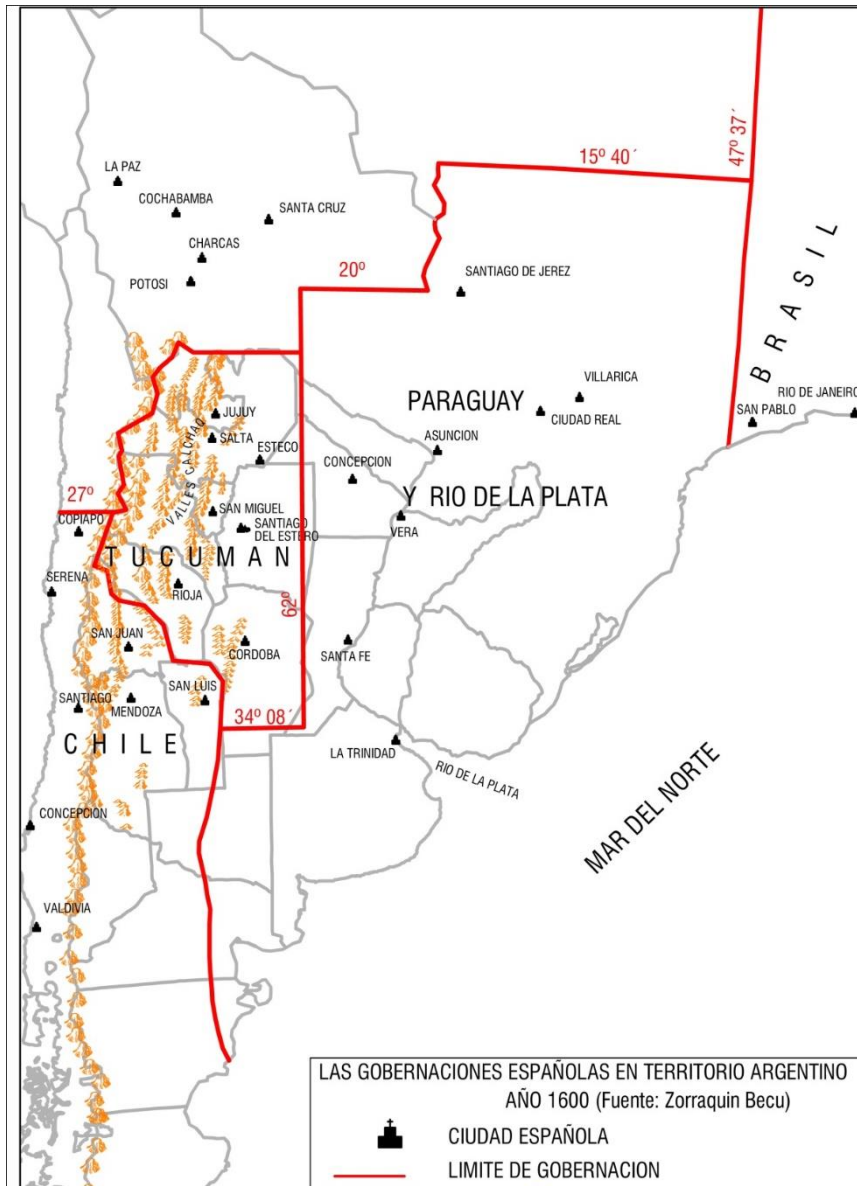 47º 37´
15º 40´
LA PAZ
COCHABAMBA
SANTA CRUZ
CHARCAS
POTOSI
20º
SANTIAGO DE JEREZ
BRASIL
VILLARICA
RIO DE JANEIRO
PARAGUAY
CIUDAD REAL
SAN PABLO
JUJUY
SALTA
VALLES CALCHAQ
ESTECO
ASUNCION
CONCEPCION
27º
Y RIO DE LA PLATA
SAN MIGUEL
COPIAPO
VERA
SANTIAGO
DEL ESTERO
TUCUMAN
SERENA
RIOJA
62º
SAN JUAN
CORDOBA
SANTA FE
SAN LUIS
SANTIAGO
MENDOZA
34º 08´
CHILE
LA TRINIDAD
RIO DE LA PLATA
MAR DEL NORTE
CONCEPCION
VALDIVIA
LAS GOBERNACIONES ESPAÑOLAS EN TERRITORIO ARGENTINO
AÑO 1600 (Fuente: Zorraquin Becu)
CIUDAD ESPAÑOLA
LIMITE DE GOBERNACION